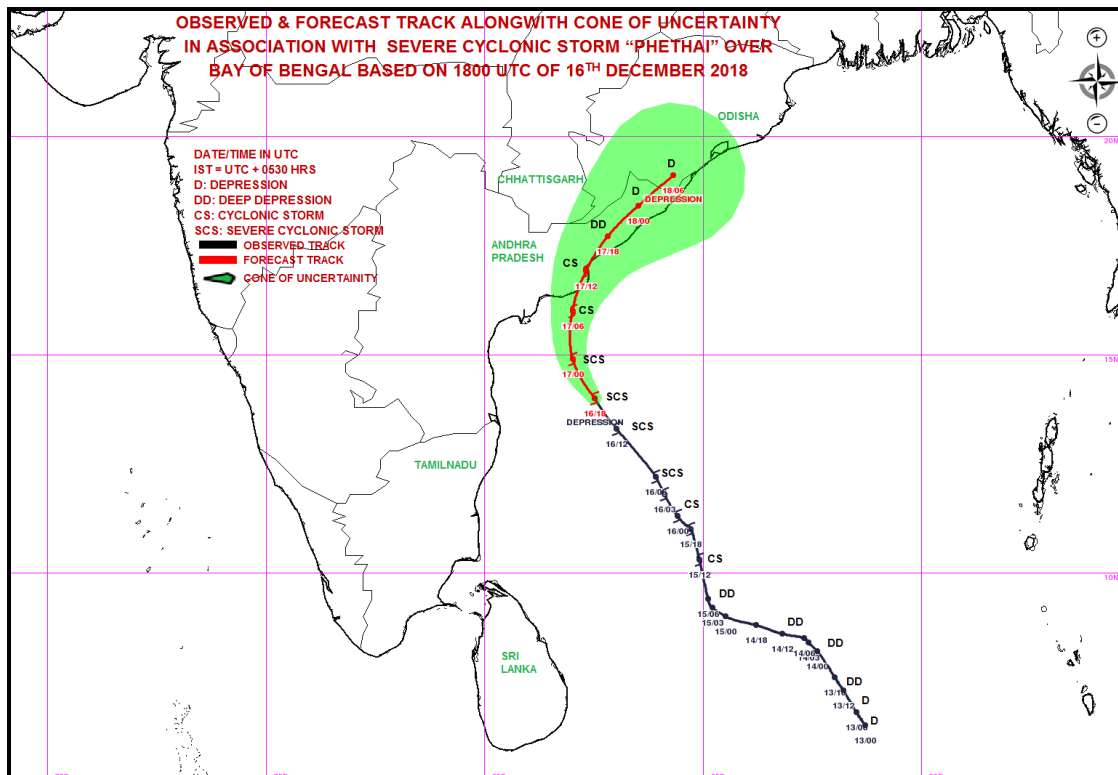 OBSERVED & FORECAST TRACK ALONGWITH CONE OF UNCERTAINTY
IN ASSOCIATION WITH SEVERE CYCLONIC STORM “PHETHAI” OVER
BAY OF BENGAL BASED ON 1800 UTC OF 16TH DECEMBER 2018
ODISHA
20N
DATE/TIME IN UTC
IST = UTC + 0530 HRS
D: DEPRESSION
DD: DEEP DEPRESSION
CS: CYCLONIC STORM
SCS: SEVERE CYCLONIC STORM
OBSERVED TRACK
FORECAST TRACK
CONE OF UNCERTAINITY
CHHATTISGARH
ANDHRA
PRADESH
D
18/06
DEPRESSION
D
18/00
DD
17/18
CS
17/12
CS
17/06
15N
SCS
17/00
SCS
16/18
DEPRESSION
SCS
16/12
TAMILNADU
SCS
16/03
CS
16/00
15/18
CS
15/12
10N
DD
15/06
15/03
15/00
14/18
DD
14/12
DD
14/06
14/03
14/00
DD
13/12
D
D
13/00
SRI
LANKA